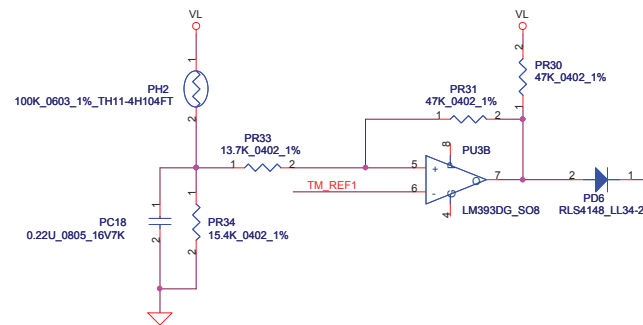 VL
VL
1
2
PR30
47K_0402_1%
1
PH2
100K_0603_1%_TH11-4H104FT
2
PR31
47K_0402_1%
1
2
PR33
13.7K_0402_1%
1
2
8
PU3B
5
+
7
O
P
G
TM_REF1
6
-
4
LM393DG_SO8
2
1
PD6
RLS4148_LL34-2
1
PC18
0.22U_0805_16V7K
2
1
PR34
15.4K_0402_1%
2